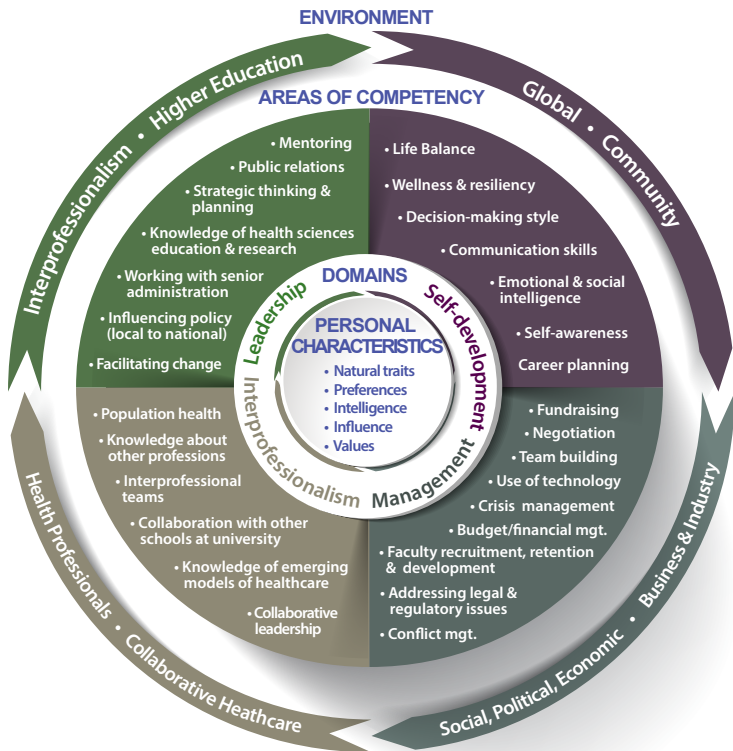 ENVIRONMENT
Interprofessionalism • Higher Education
Global • Community
AREAS OF COMPETENCY
• Mentoring
• Public relations
• Strategic thinking &
planning
• Knowledge of health sciences
education & research
• Working with senior
administration
• Influencing policy
(local to national)
• Facilitating change
• Life Balance
• Wellness & resiliency
• Decision-making style
• Communication skills
• Emotional & social
intelligence
• Self-awareness
Career planning
DOMAINS
Leadership
Self-development
PERSONAL
CHARACTERISTICS
• Natural traits
• Preferences
• Intelligence
• Influence
• Values
Interprofessionalism
Management
• Population health
• Knowledge about
other professions
• Interprofessional
teams
• Collaboration with other
schools at university
• Knowledge of emerging
models of healthcare
• Collaborative
leadership
• Fundraising
• Negotiation
• Team building
• Use of technology
• Crisis management
• Budget/financial mgt.
• Faculty recruitment, retention
& development
• Addressing legal &
regulatory issues
• Conflict mgt.
Health Professionals • Collaborative Heathcare
Social, Political, Economic • Business & Industry